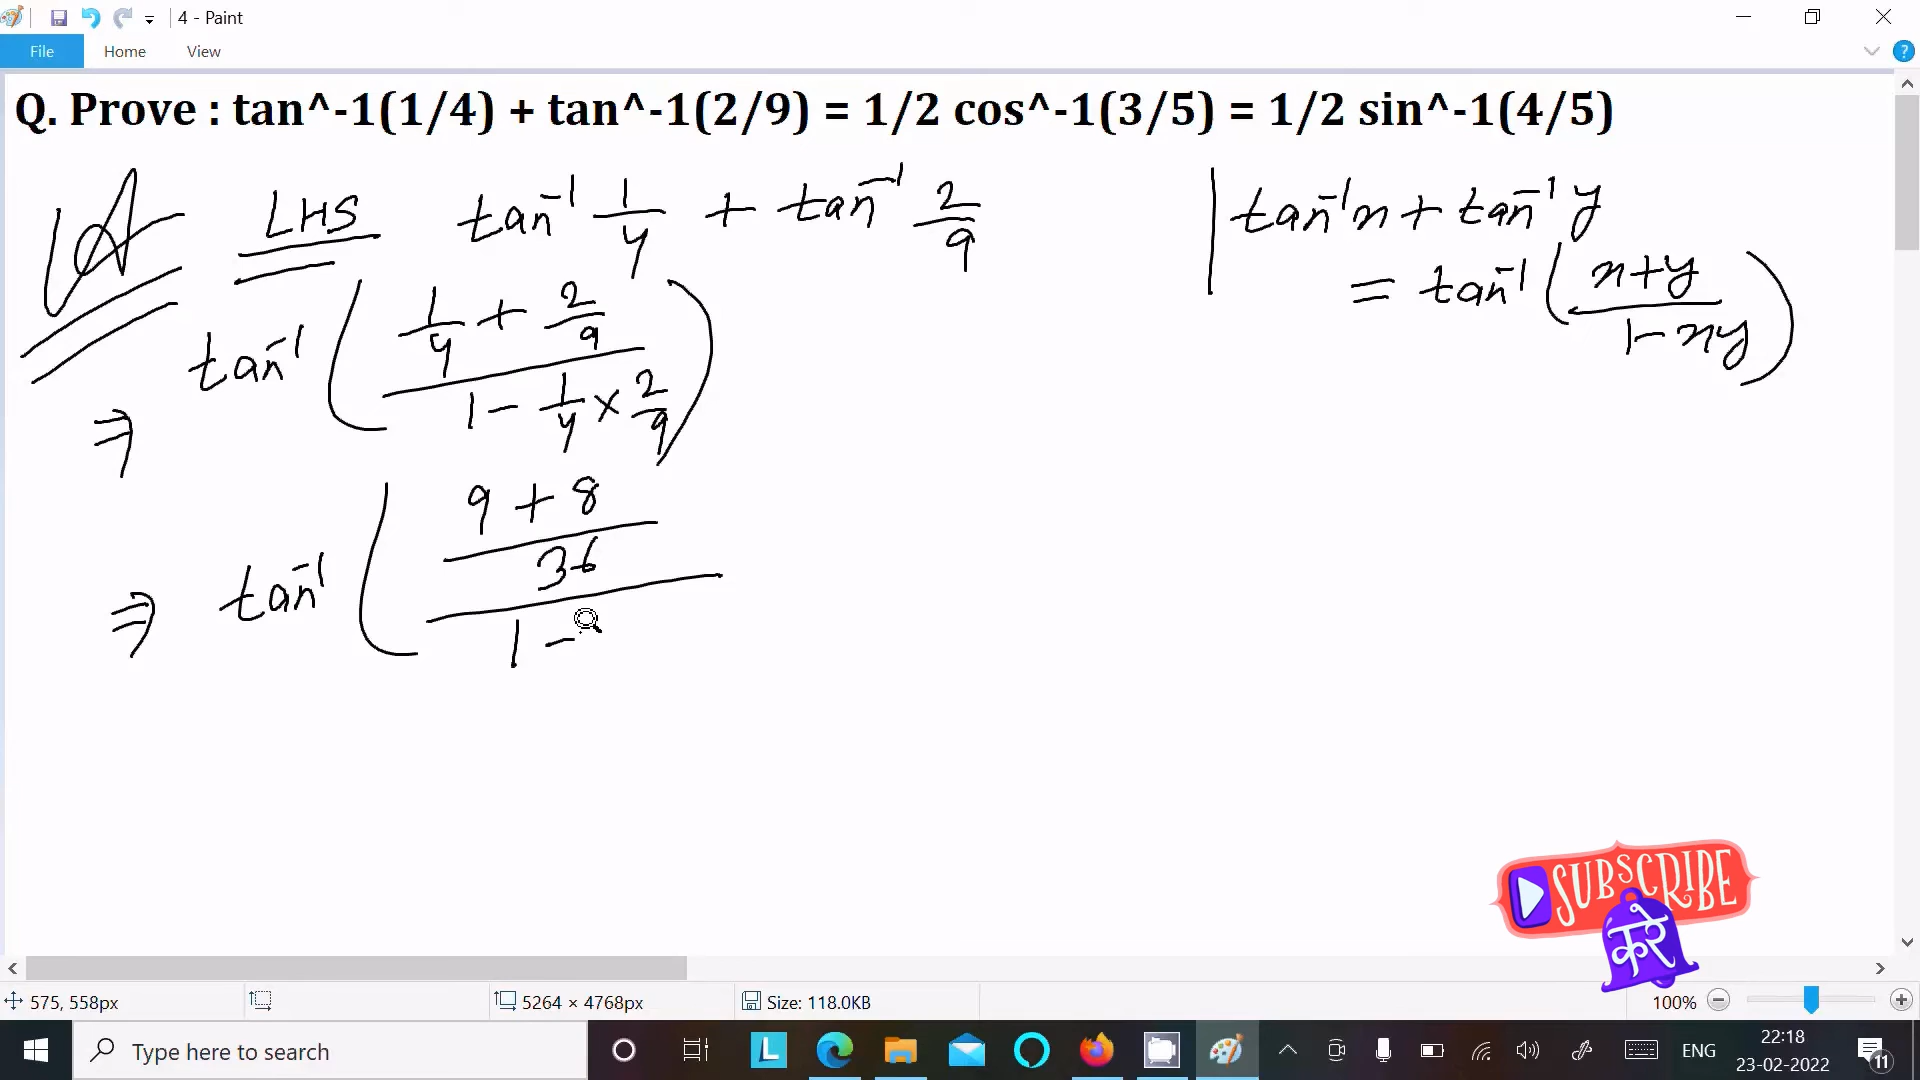 4 - Paint
File Home View
Q. Prove : tan^-1(1/4) + tan^-1(2/9) = 1/2 cos^-1(3/5) = 1/2 sin^-1(4/5)
LHS tan⁻¹ 1/4 + tan⁻¹ 2/9
tan⁻¹x + tan⁻¹y
= tan⁻¹ ( x+y / 1-xy )
⇒ tan⁻¹ ( 1/4 + 2/9 / 1 - 1/4 × 2/9 )
⇒ tan⁻¹ ( 9 + 8 / 36 / 1 -
SUBSCRIBE
करे
575, 558px 5264 × 4768px Size: 118.0KB 100%
Type here to search
L
ENG
22:18
23-02-2022
11